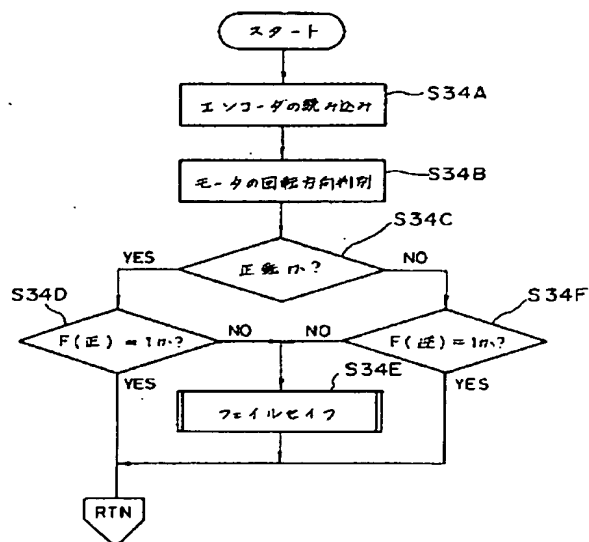 スタート
エンコーダの読み込み
S34A
モータの回転方向判別
S34B
S34C
正転か?
YES
NO
S34D
S34F
F(正)=1か?
NO
NO
F(逆)=1か?
YES
S34E
YES
フェイルセイフ
RTN